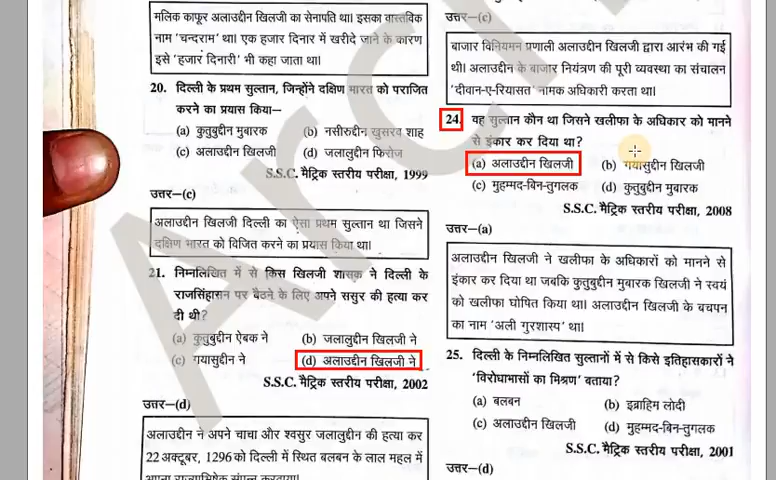 मलिक काफूर अलाउद्दीन खिलजी का सेनापति था। इसका वास्तविक
नाम 'चन्दराम' था। एक हजार दिनार में खरीदे जाने के कारण
इसे 'हजार दिनारी' भी कहा जाता था।
20. दिल्ली के प्रथम सुल्तान, जिन्होंने दक्षिण भारत को पराजित
करने का प्रयास किया—
(a) कुतुबुद्दीन मुबारक (b) नसीरुद्दीन खुसरव शाह
(c) अलाउद्दीन खिलजी (d) जलालुद्दीन फिरोज
S.S.C. मैट्रिक स्तरीय परीक्षा, 1999
उत्तर—(c)
अलाउद्दीन खिलजी दिल्ली का ऐसा प्रथम सुल्तान था जिसने
दक्षिण भारत को विजित करने का प्रयास किया था।
21. निम्नलिखित में से किस खिलजी शासक ने दिल्ली के
राजसिंहासन पर बैठने के लिए अपने ससुर की हत्या कर
दी थी?
(a) कुतुबुद्दीन ऐबक ने (b) जलालुद्दीन खिलजी ने
(c) गयासुद्दीन ने (d) अलाउद्दीन खिलजी ने
S.S.C. मैट्रिक स्तरीय परीक्षा, 2002
उत्तर—(d)
अलाउद्दीन ने अपने चाचा और श्वसुर जलालुद्दीन की हत्या कर
22 अक्टूबर, 1296 को दिल्ली में स्थित बलबन के लाल महल में
अपना राज्याभिषेक संपन्न करवाया।
उत्तर—(c)
बाजार विनियमन प्रणाली अलाउद्दीन खिलजी द्वारा आरंभ की गई
थी। अलाउद्दीन के बाजार नियंत्रण की पूरी व्यवस्था का संचालन
'दीवान-ए-रियासत' नामक अधिकारी करता था।
24. वह सुल्तान कौन था जिसने खलीफा के अधिकार को मानने
से इंकार कर दिया था?
(a) अलाउद्दीन खिलजी (b) गयासुद्दीन खिलजी
(c) मुहम्मद-बिन-तुगलक (d) कुतुबुद्दीन मुबारक
S.S.C. मैट्रिक स्तरीय परीक्षा, 2008
उत्तर—(a)
अलाउद्दीन खिलजी ने खलीफा के अधिकारों को मानने से
इंकार कर दिया था जबकि कुतुबुद्दीन मुबारक खिलजी ने स्वयं
को खलीफा घोषित किया था। अलाउद्दीन खिलजी के बचपन
का नाम 'अली गुरशास्प' था।
25. दिल्ली के निम्नलिखित सुल्तानों में से किसे इतिहासकारों ने
'विरोधाभासों का मिश्रण' बताया?
(a) बलबन (b) इब्राहिम लोदी
(c) अलाउद्दीन खिलजी (d) मुहम्मद-बिन-तुगलक
S.S.C. मैट्रिक स्तरीय परीक्षा, 2001
उत्तर—(d)